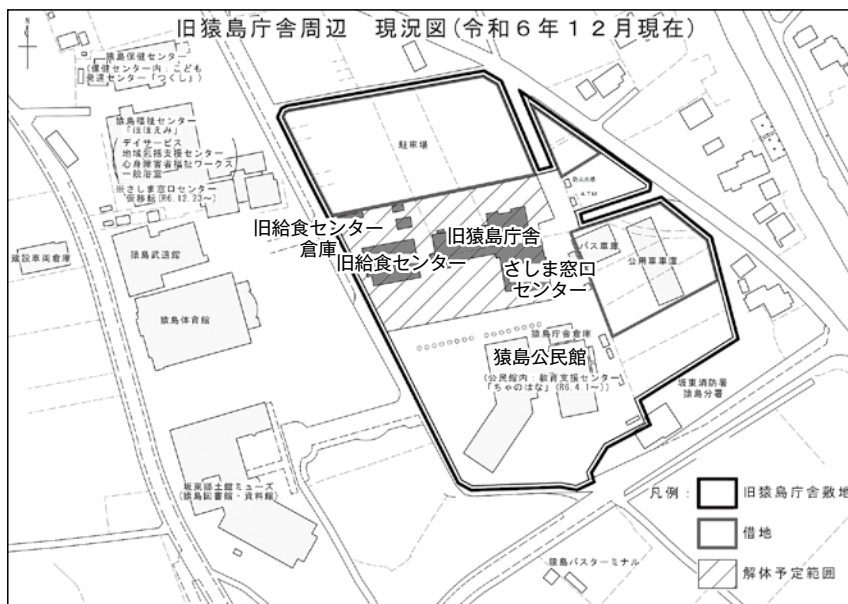 旧猿島庁舎周辺 現況図(令和６年１２月現在)
猿島保健センター
(保健センター内：こども
発達センター「つくし」)
猿島福祉センター
「ほほえみ」
デイサービス
地域包括支援センター
心身障害者福祉ワークス
一般浴室
※さしま窓口センター
仮移転(R6.12.23～)
駐車場
防火水槽
ＡＴＭ
旧給食センター
倉庫
旧給食センター
旧猿島庁舎
さしま窓口
センター
バス車庫
公用車車庫
建設車両倉庫
猿島武道館
猿島体育館
猿島庁舎倉庫
猿島公民館
(公民館内：教育支援センター
「ちゃのはな」(R6.4.1～))
坂東消防署
猿島分署
坂東郷土館ミューズ
(猿島図書館・資料館)
猿島バスターミナル
凡例：
旧猿島庁舎敷地
借地
解体予定範囲